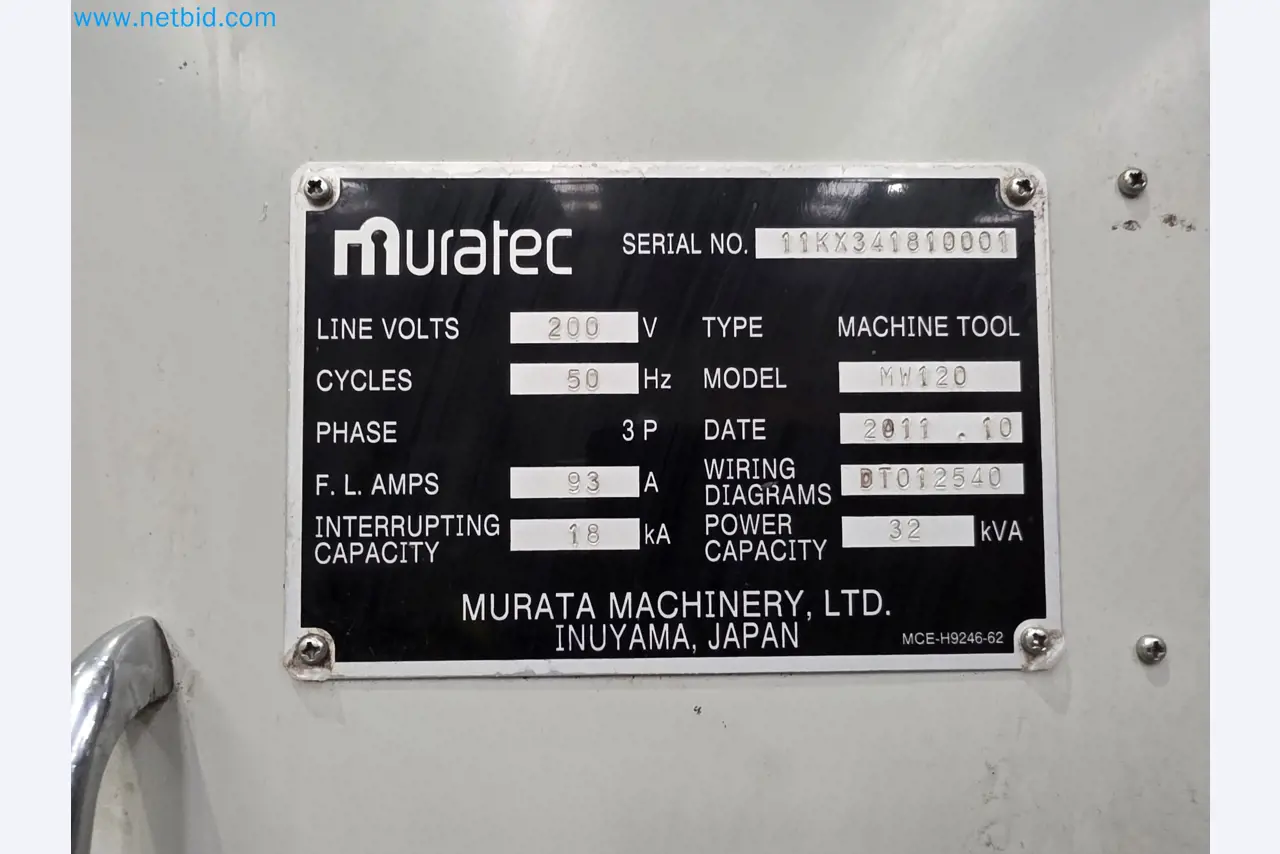 www.netbid.com
muratec SERIAL NO. 11KX341810001
LINE VOLTS 200 V TYPE MACHINE TOOL
CYCLES 50 Hz MODEL MW120
PHASE 3 P DATE 2011 . 10
F. L. AMPS 93 A WIRING DIAGRAMS DT012540
INTERRUPTING CAPACITY 18 kA POWER CAPACITY 32 kVA
MURATA MACHINERY, LTD.
INUYAMA, JAPAN MCE-H9246-62